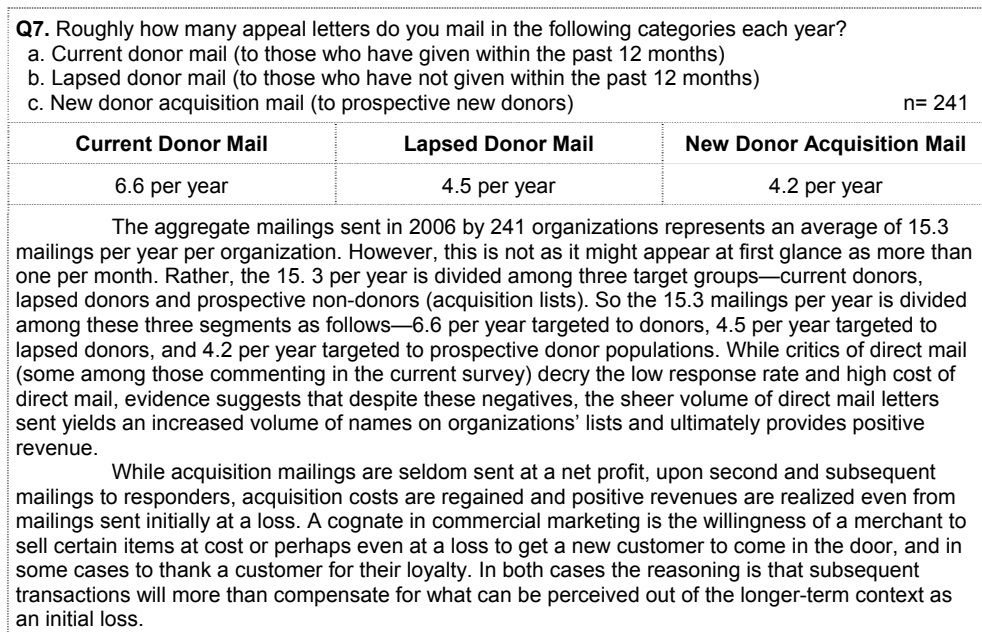 Q7. Roughly how many appeal letters do you mail in the following categories each year?
a. Current donor mail (to those who have given within the past 12 months)
b. Lapsed donor mail (to those who have not given within the past 12 months)
c. New donor acquisition mail (to prospective new donors) n= 241
Current Donor Mail Lapsed Donor Mail New Donor Acquisition Mail
6.6 per year 4.5 per year 4.2 per year
The aggregate mailings sent in 2006 by 241 organizations represents an average of 15.3
mailings per year per organization. However, this is not as it might appear at first glance as more than
one per month. Rather, the 15. 3 per year is divided among three target groups—current donors,
lapsed donors and prospective non-donors (acquisition lists). So the 15.3 mailings per year is divided
among these three segments as follows—6.6 per year targeted to donors, 4.5 per year targeted to
lapsed donors, and 4.2 per year targeted to prospective donor populations. While critics of direct mail
(some among those commenting in the current survey) decry the low response rate and high cost of
direct mail, evidence suggests that despite these negatives, the sheer volume of direct mail letters
sent yields an increased volume of names on organizations' lists and ultimately provides positive
revenue.
While acquisition mailings are seldom sent at a net profit, upon second and subsequent
mailings to responders, acquisition costs are regained and positive revenues are realized even from
mailings sent initially at a loss. A cognate in commercial marketing is the willingness of a merchant to
sell certain items at cost or perhaps even at a loss to get a new customer to come in the door, and in
some cases to thank a customer for their loyalty. In both cases the reasoning is that subsequent
transactions will more than compensate for what can be perceived out of the longer-term context as
an initial loss.